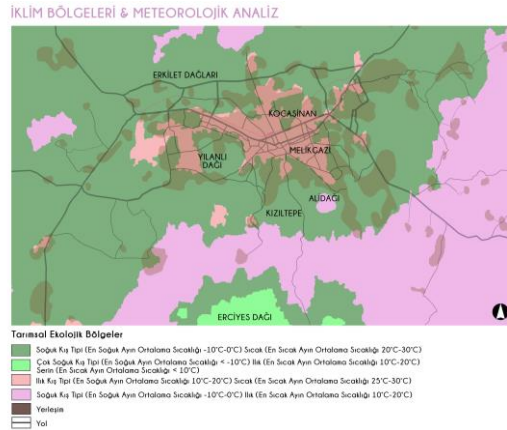 İKLİM BÖLGELERİ & METEOROLOJİK ANALİZ
ERKİLET DAĞLARI
KOCASİNAN
MELİKGAZİ
YILANLI
DAĞI
ALİDAĞI
KIZILTEPE
ERCİYES DAĞI
Tarımsal Ekolojik Bölgeler
Soğuk Kış Tipi (En Soğuk Ayın Ortalama Sıcaklığı -10°C-0°C) Sıcak (En Sıcak Ayın Ortalama Sıcaklığı 20°C-30°C)
Çok Soğuk Kış Tipi (En Soğuk Ayın Ortalama Sıcaklığı < -10°C) Ilık (En Sıcak Ayın Ortalama Sıcaklığı 10°C-20°C)
Serin (En Sıcak Ayın Ortalama Sıcaklığı < 10°C)
Ilık Kış Tipi (En Soğuk Ayın Ortalama Sıcaklığı 10°C-20°C) Sıcak (En Sıcak Ayın Ortalama Sıcaklığı 25°C-30°C)
Soğuk Kış Tipi (En Soğuk Ayın Ortalama Sıcaklığı -10°C-0°C) Ilık (En Sıcak Ayın Ortalama Sıcaklığı 10°C-20°C)
Yerleşim
Yol